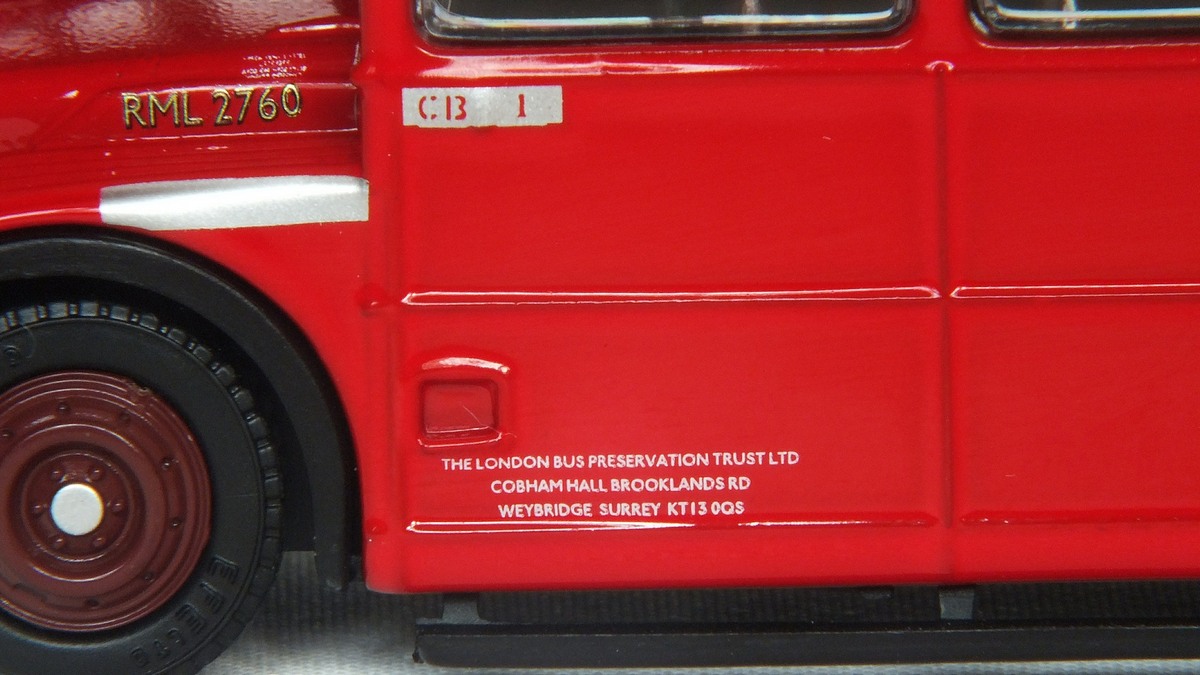 RML 2760
CB 1
THE LONDON BUS PRESERVATION TRUST LTD
COBHAM HALL BROOKLANDS RD
WEYBRIDGE SURREY KT13 0QS